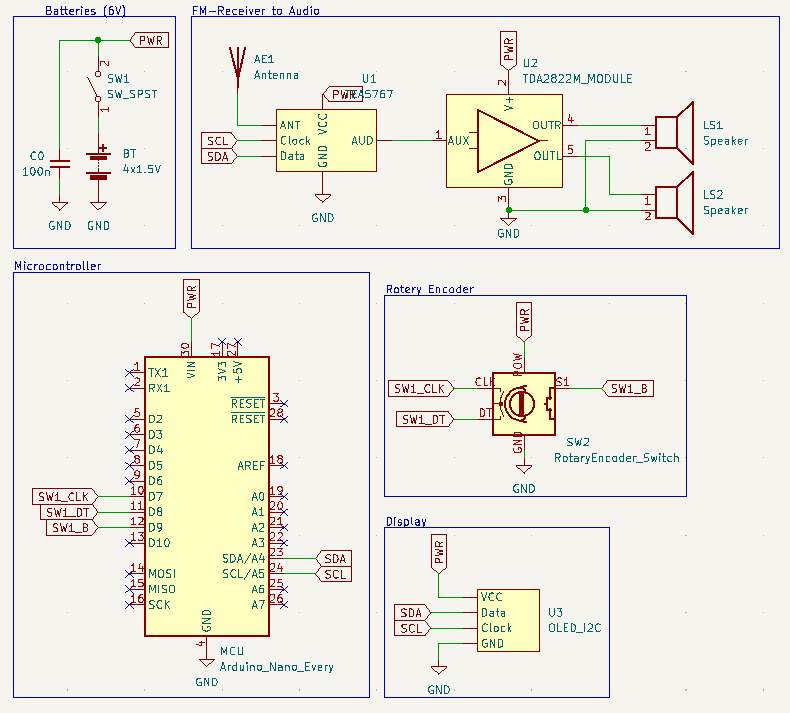 Batteries (6V)
PWR
2
SW1
SW_SPST
1
C0
100n
+
BT
4x1.5V
GND
GND
FM-Receiver to Audio
AE1
Antenna
U1
TEA5767
PWR
VCC
ANT
Clock
Data
AUD
GND
SCL
SDA
GND
PWR
U2
TDA2822M_MODULE
2
V+
1
AUX
OUTR
4
OUTL
5
GND
3
GND
1
2
LS1
Speaker
1
2
LS2
Speaker
Microcontroller
PWR
30
17
27
VIN
3V3
+5V
1
TX1
2
RX1
RESET
3
RESET
28
5
D2
6
D3
7
D4
8
D5
AREF
18
9
D6
SW1_CLK
10
D7
A0
19
SW1_DT
11
D8
A1
20
SW1_B
12
D9
A2
21
13
D10
A3
22
SDA/A4
23
SDA
14
MOSI
SCL/A5
24
SCL
15
MISO
A6
25
16
SCK
A7
26
GND
4
MCU
Arduino_Nano_Every
GND
Rotery Encoder
PWR
POW
SW1_CLK
CLK
S1
SW1_B
SW1_DT
DT
GND
SW2
RotaryEncoder_Switch
GND
Display
PWR
VCC
SDA
Data
SCL
Clock
GND
U3
OLED_I2C
GND